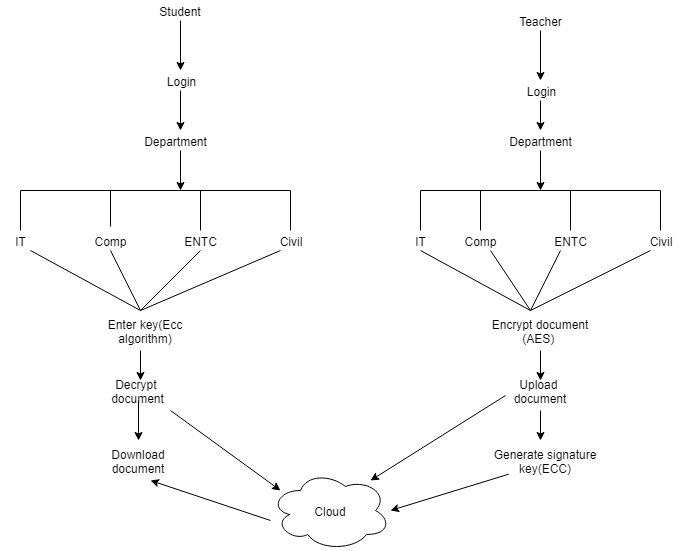 Student
Teacher
Login
Login
Department
Department
IT
Comp
ENTC
Civil
IT
Comp
ENTC
Civil
Enter key(Ecc
algorithm)
Encrypt document
(AES)
Decrypt
document
Upload
document
Download
document
Generate signature
key(ECC)
Cloud